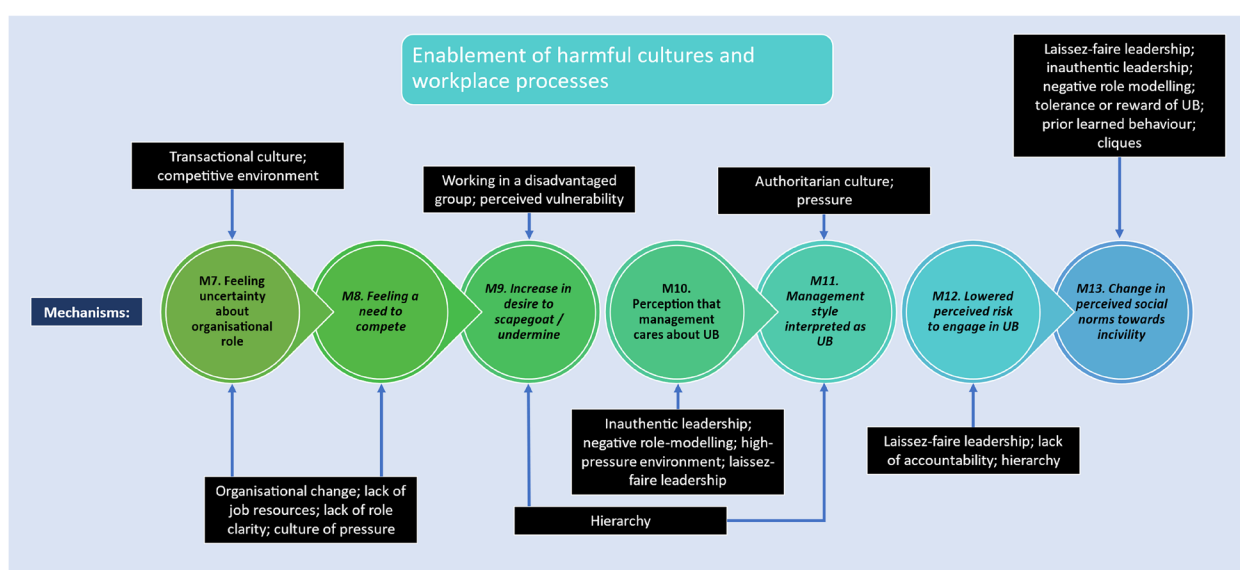 Enablement of harmful cultures and
workplace processes
Laissez-faire leadership;
inauthentic leadership;
negative role modelling;
tolerance or reward of UB;
prior learned behaviour;
cliques
Transactional culture;
competitive environment
Working in a disadvantaged
group; perceived vulnerability
Authoritarian culture;
pressure
Mechanisms:
M7. Feeling
uncertainty
about
organisational
role
M8. Feeling a
need to
compete
M9. Increase in
desire to
scapegoat /
undermine
M10.
Perception that
management
cares about UB
M11.
Management
style
interpreted as
UB
M12. Lowered
perceived risk
to engage in UB
M13. Change in
perceived social
norms towards
incivility
Organisational change; lack of
job resources; lack of role
clarity; culture of pressure
Inauthentic leadership;
negative role-modelling; high-
pressure environment; laissez-
faire leadership
Hierarchy
Laissez-faire leadership; lack
of accountability; hierarchy